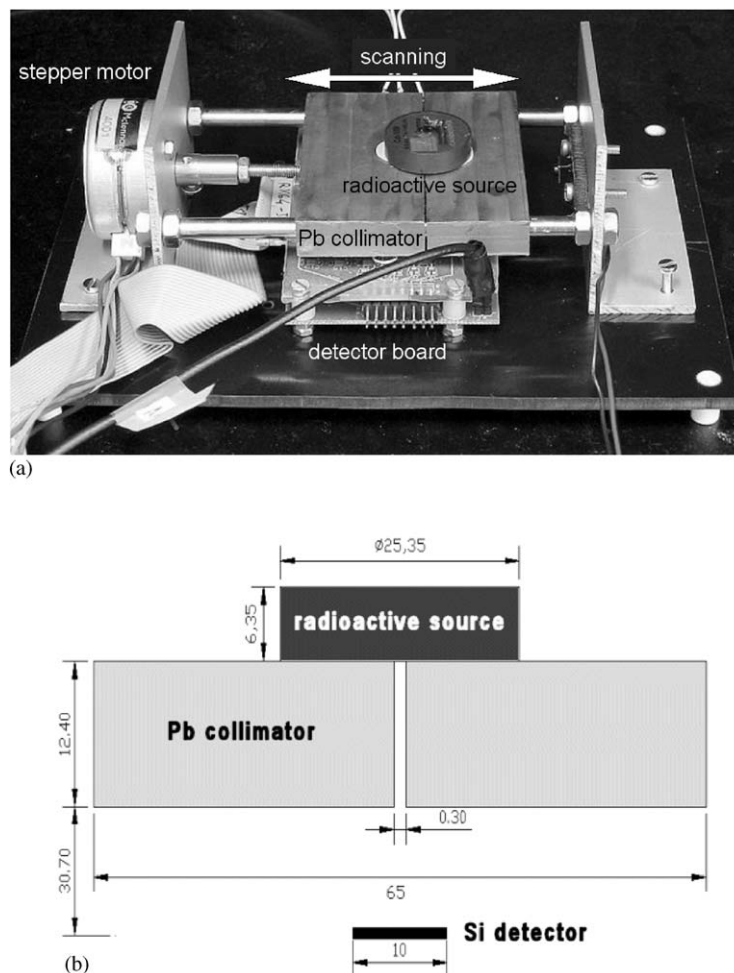 scanning
stepper motor
radioactive source
Pb collimator
detector board
(a)
ø25,35
6,35
radioactive source
12,40
Pb collimator
0.30
30.70
65
Si detector
10
(b)